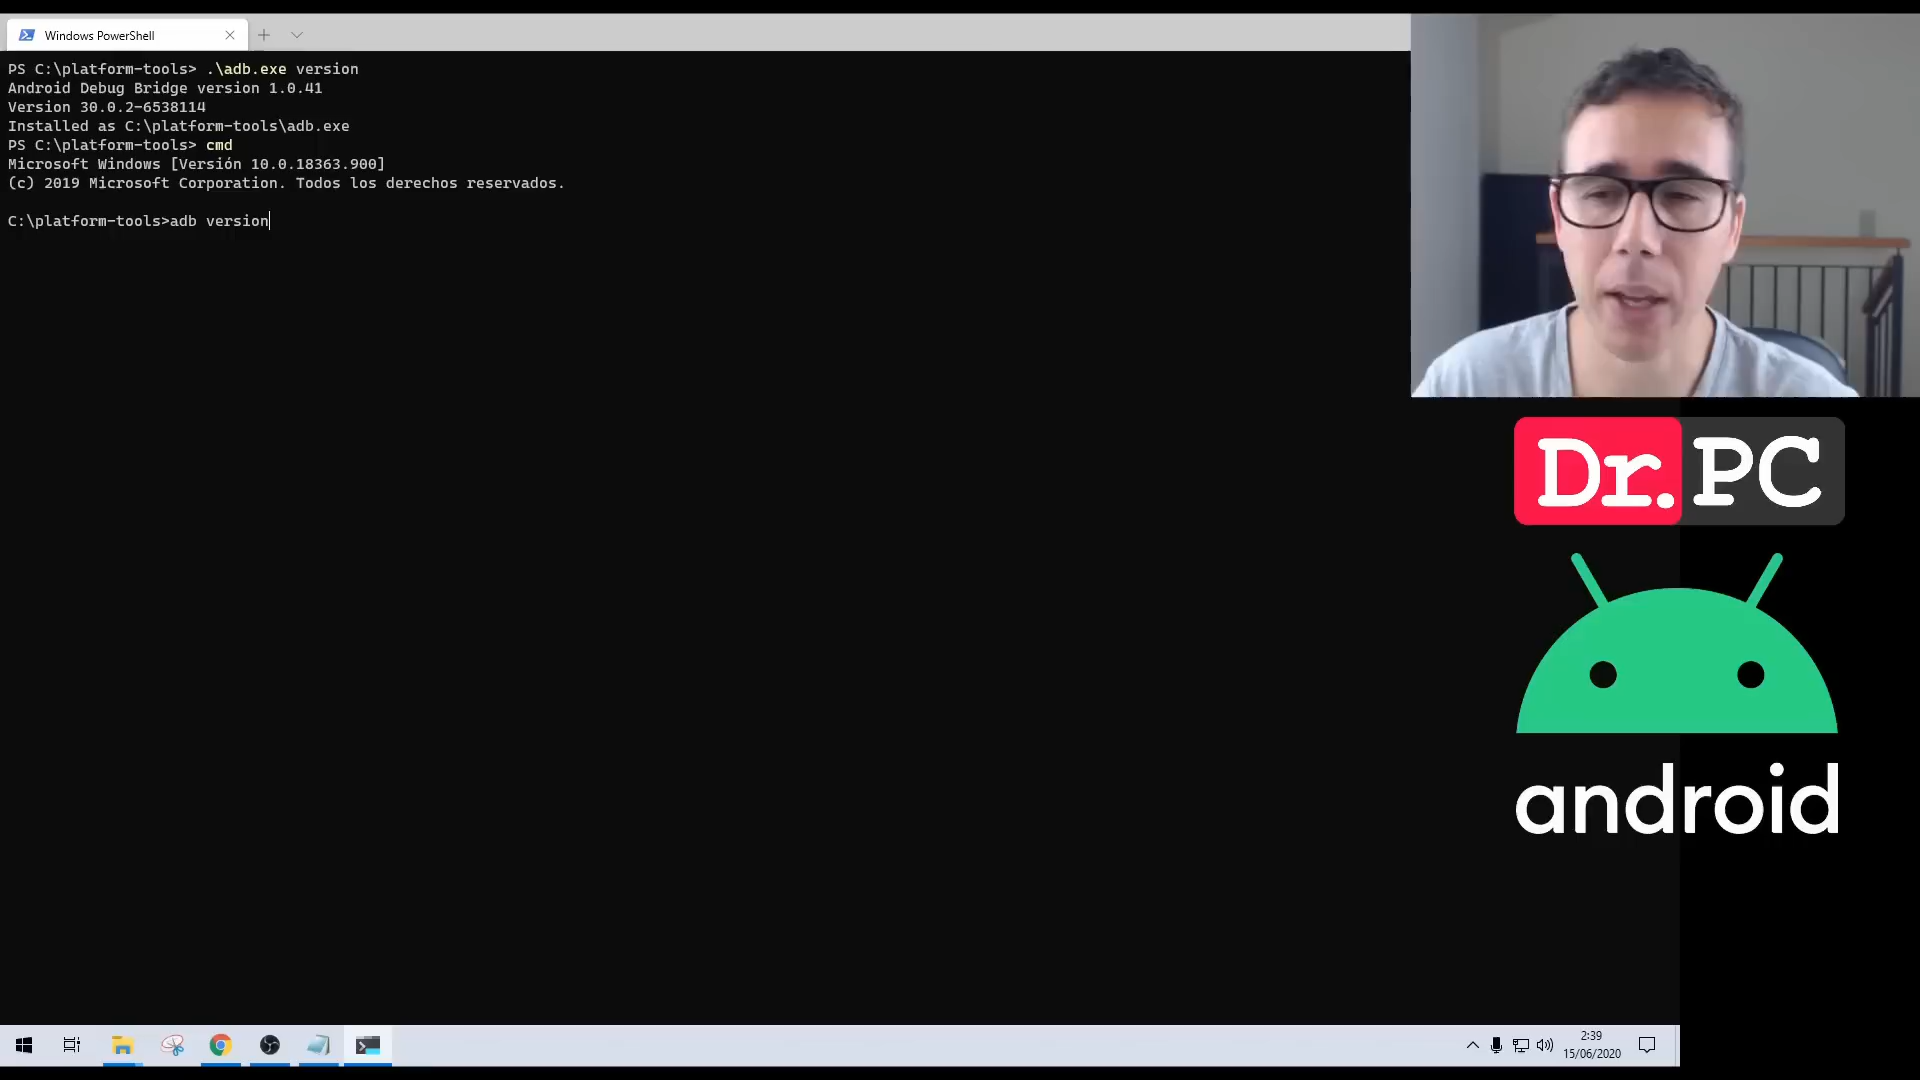 Windows PowerShell
PS C:\platform-tools> .\adb.exe version
Android Debug Bridge version 1.0.41
Version 30.0.2-6538114
Installed as C:\platform-tools\adb.exe
PS C:\platform-tools> cmd
Microsoft Windows [Versión 10.0.18363.900]
(c) 2019 Microsoft Corporation. Todos los derechos reservados.
C:\platform-tools>adb version
Dr. PC
android
2:39
15/06/2020